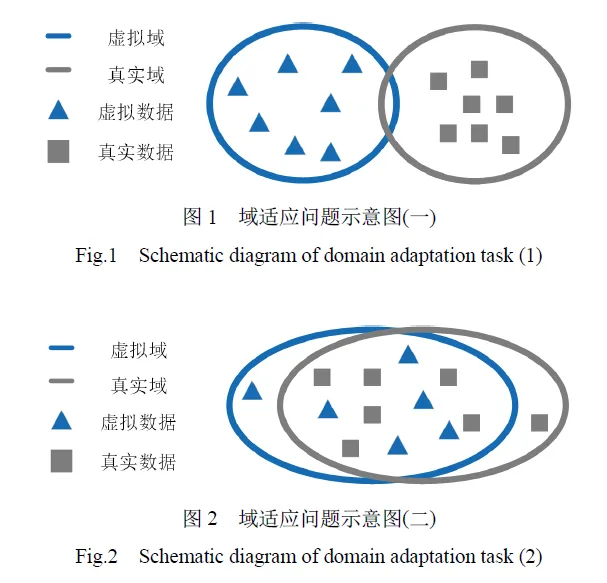 虚拟域
真实域
虚拟数据
真实数据
图 1 域适应问题示意图(一)
Fig.1 Schematic diagram of domain adaptation task (1)
虚拟域
真实域
虚拟数据
真实数据
图 2 域适应问题示意图(二)
Fig.2 Schematic diagram of domain adaptation task (2)